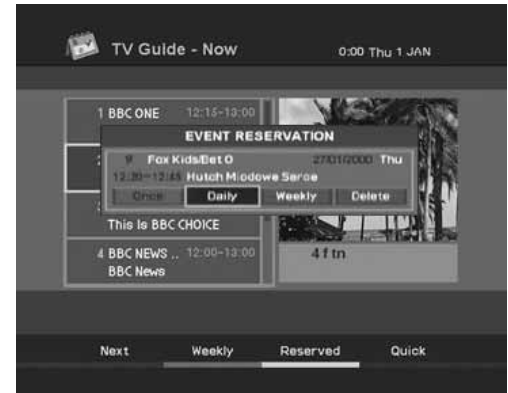 TV Guide - Now
0:00 Thu 1 JAN
1 BBC ONE 12:15-13:00
EVENT RESERVATION
9 Fox Kids/Bet O 27/01/2000 Thu
12:30-12:45 Hutch Miodowe Serce
Once Daily Weekly Delete
This Is BBC CHOICE
4 BBC NEWS .. 12:00-13:00
BBC News
4 f tn
Next Weekly Reserved Quick